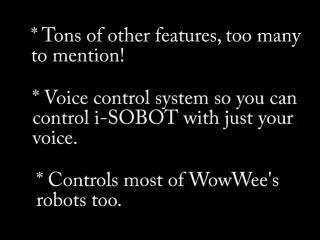 * Tons of other features, too many
to mention!
* Voice control system so you can
control i-SOBOT with just your
voice.
* Controls most of WowWee's
robots too.